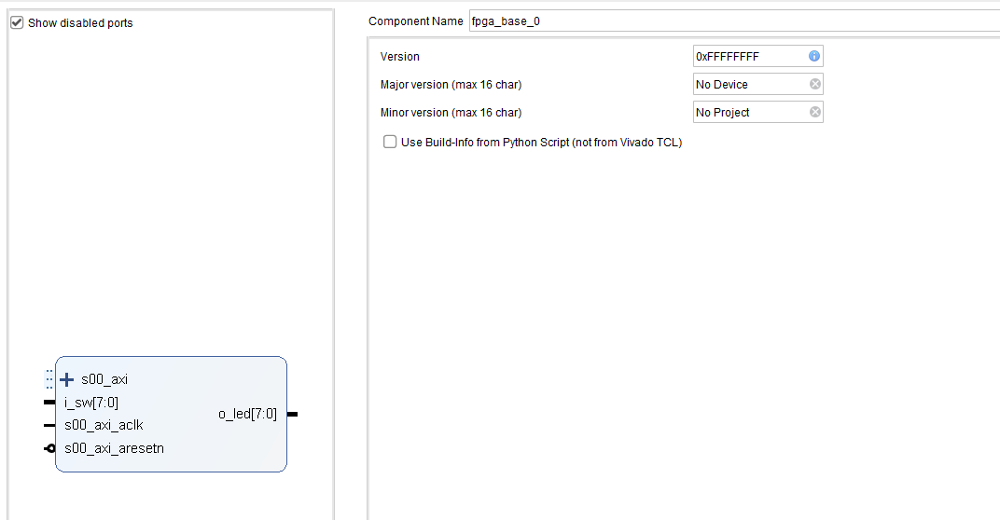 Show disabled ports
s00_axi
i_sw[7:0]
s00_axi_aclk
s00_axi_aresetn
o_led[7:0]
Component Name fpga_base_0
Version 0xFFFFFFFF
Major version (max 16 char) No Device
Minor version (max 16 char) No Project
Use Build-Info from Python Script (not from Vivado TCL)